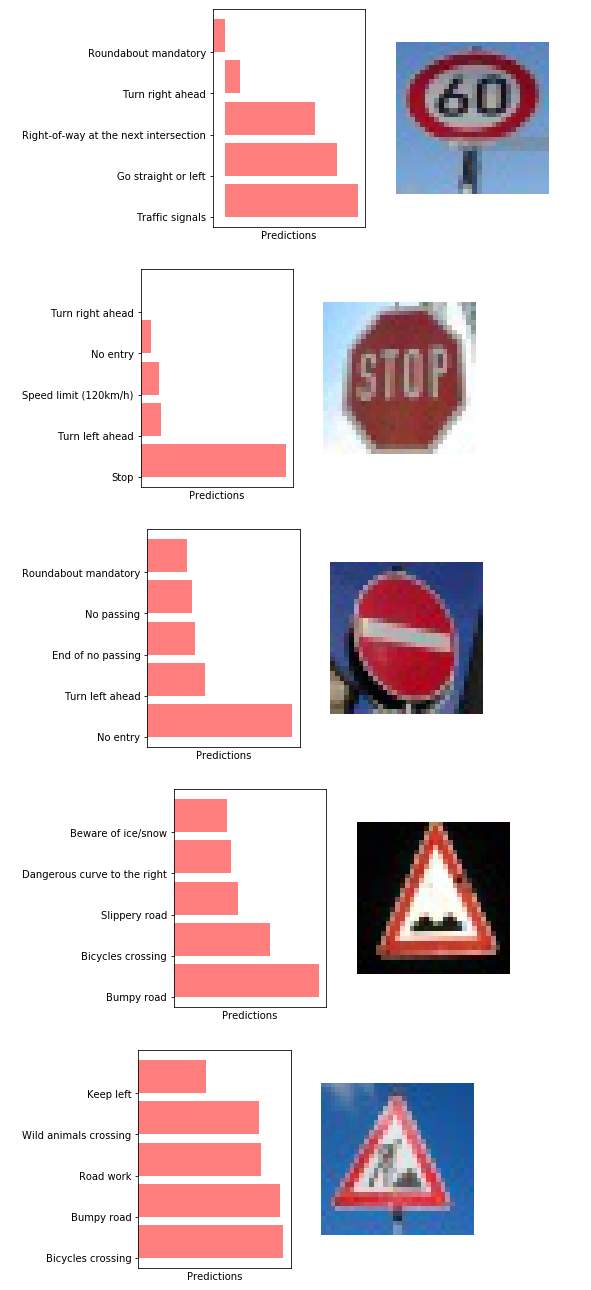 Roundabout mandatory
Turn right ahead
Right-of-way at the next intersection
Go straight or left
Traffic signals
Predictions
60
Turn right ahead
No entry
Speed limit (120km/h)
Turn left ahead
Stop
Predictions
STOP
Roundabout mandatory
No passing
End of no passing
Turn left ahead
No entry
Predictions
Beware of ice/snow
Dangerous curve to the right
Slippery road
Bicycles crossing
Bumpy road
Predictions
Keep left
Wild animals crossing
Road work
Bumpy road
Bicycles crossing
Predictions